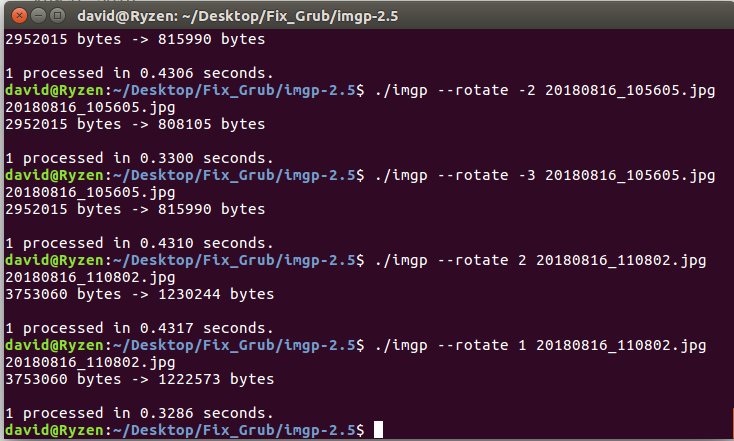 david@Ryzen: ~/Desktop/Fix_Grub/imgp-2.5
2952015 bytes -> 815990 bytes
1 processed in 0.4306 seconds.
david@Ryzen:~/Desktop/Fix_Grub/imgp-2.5$ ./imgp --rotate -2 20180816_105605.jpg
20180816_105605.jpg
2952015 bytes -> 808105 bytes
1 processed in 0.3300 seconds.
david@Ryzen:~/Desktop/Fix_Grub/imgp-2.5$ ./imgp --rotate -3 20180816_105605.jpg
20180816_105605.jpg
2952015 bytes -> 815990 bytes
1 processed in 0.4310 seconds.
david@Ryzen:~/Desktop/Fix_Grub/imgp-2.5$ ./imgp --rotate 2 20180816_110802.jpg
20180816_110802.jpg
3753060 bytes -> 1230244 bytes
1 processed in 0.4317 seconds.
david@Ryzen:~/Desktop/Fix_Grub/imgp-2.5$ ./imgp --rotate 1 20180816_110802.jpg
20180816_110802.jpg
3753060 bytes -> 1222573 bytes
1 processed in 0.3286 seconds.
david@Ryzen:~/Desktop/Fix_Grub/imgp-2.5$